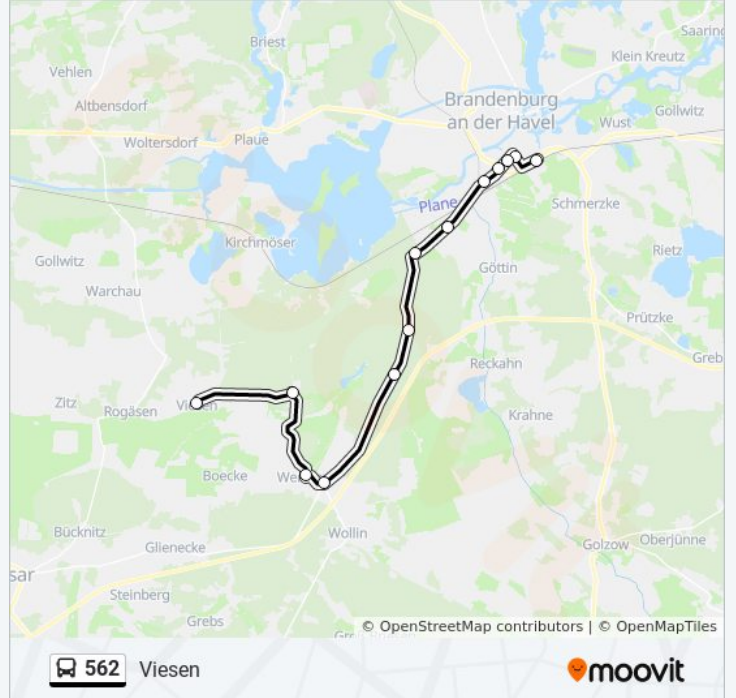 Saaring
Briest
Klein Kreutz
Vehlen
Altbensdorf
Brandenburg
an der Havel
Gollwitz
Wust
Woltersdorf
Plaue
Plane
Schmerzke
Kirchmöser
Rietz
Gollwitz
Göttin
Warchau
Prützke
Greb
Reckahn
Zitz
Rogäsen
Krahne
Boecke
We
Bücknitz
Wollin
Glienecke
Golzow
Oberjünne
sar
Steinberg
Grebs
© OpenStreetMap contributors | © OpenMapTiles
562 Viesen
moovit